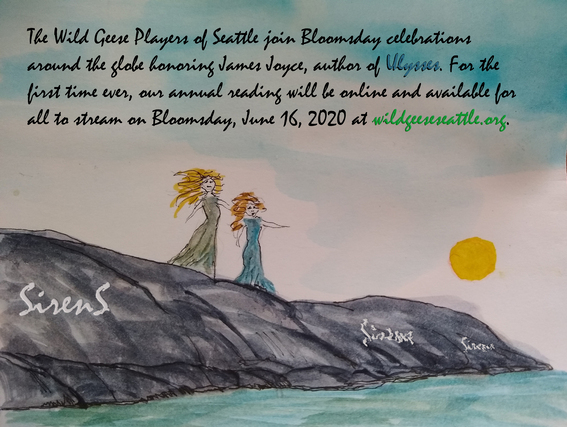 The Wild Geese Players of Seattle join Bloomsday celebrations
around the globe honoring James Joyce, author of Ulysses. For the
first time ever, our annual reading will be online and available for
all to stream on Bloomsday, June 16, 2020 at wildgeeseseattle.org.
SirenS
Sirens
Sirens